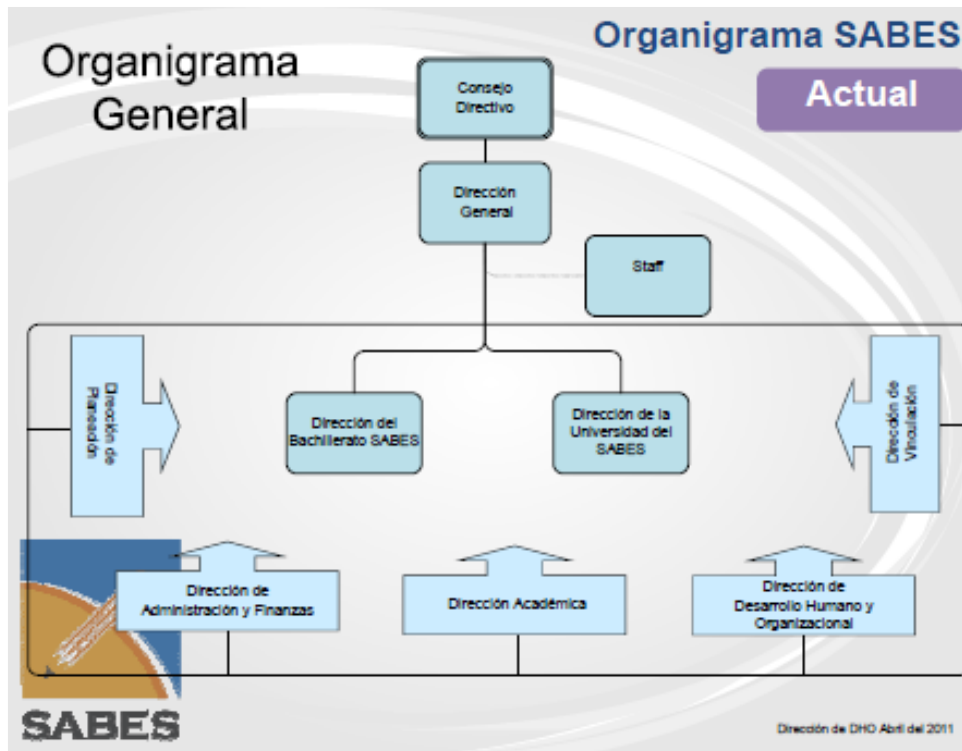 Organigrama
General
Organigrama SABES
Actual
Consejo
Directivo
Dirección
General
Staff
Dirección de
Planeación
Dirección del
Bachillerato SABES
Dirección de la
Universidad del
SABES
Dirección de
Vinculación
Dirección de
Administración y Finanzas
Dirección Académica
Dirección de
Desarrollo Humano y
Organizacional
SABES
Dirección de DHO Abril del 2011